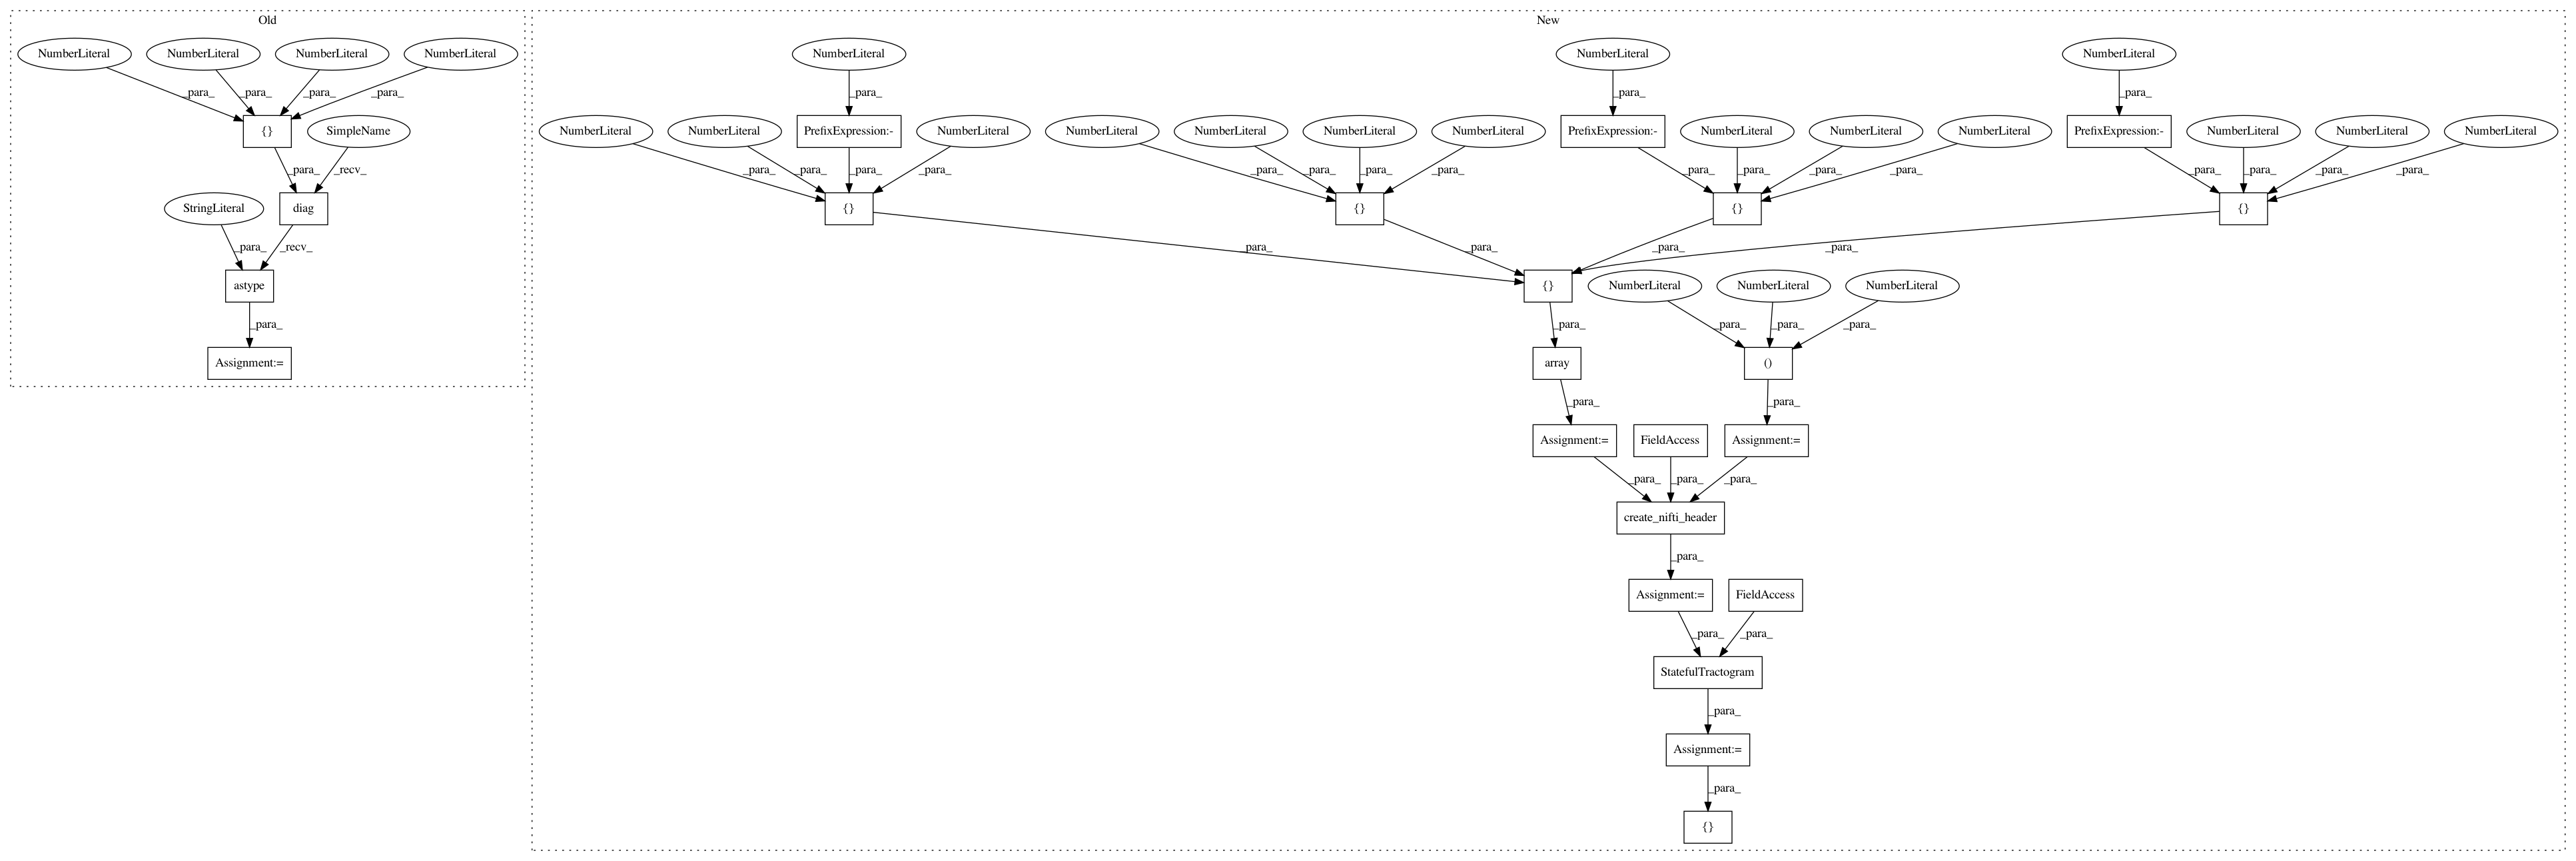 Old
New
NumberLiteral NumberLiteral NumberLiteral NumberLiteral
NumberLiteral NumberLiteral NumberLiteral
_para_ _para_ _para_ _para_
_para_ _para_ _para_
{} SimpleName
NumberLiteral NumberLiteral PrefixExpression:- NumberLiteral NumberLiteral NumberLiteral NumberLiteral NumberLiteral PrefixExpression:- NumberLiteral NumberLiteral NumberLiteral PrefixExpression:- NumberLiteral NumberLiteral NumberLiteral
_para_ _recv_
_para_ _para_ _para_ _para_ _para_ _para_ _para_ _para_ _para_ _para_ _para_ _para_ _para_ _para_ _para_ _para_
StringLiteral diag
{} {} {} {}
_para_ _recv_
_para_ _para_ _para_ _para_
astype
{} NumberLiteral NumberLiteral NumberLiteral
_para_
_para_ _para_ _para_ _para_
Assignment:=
array ()
_para_ _para_
Assignment:= FieldAccess Assignment:=
_para_ _para_ _para_
create_nifti_header
_para_
Assignment:= FieldAccess
_para_ _para_
StatefulTractogram
_para_
Assignment:=
_para_
{}